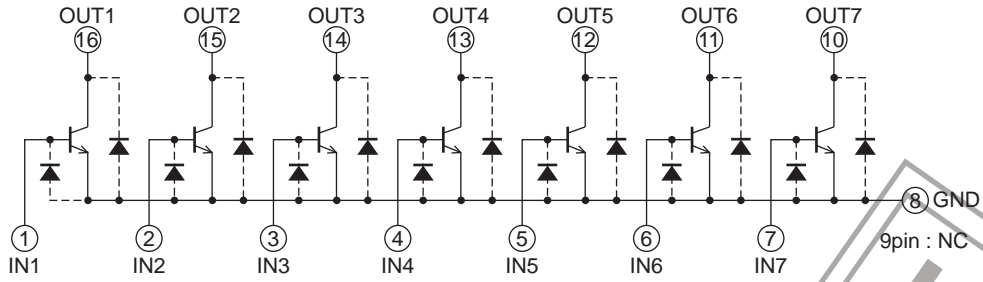 OUT1 OUT2 OUT3 OUT4 OUT5 OUT6 OUT7
16 15 14 13 12 11 10
8 GND
1 2 3 4 5 6 7
9pin : NC
IN1 IN2 IN3 IN4 IN5 IN6 IN7